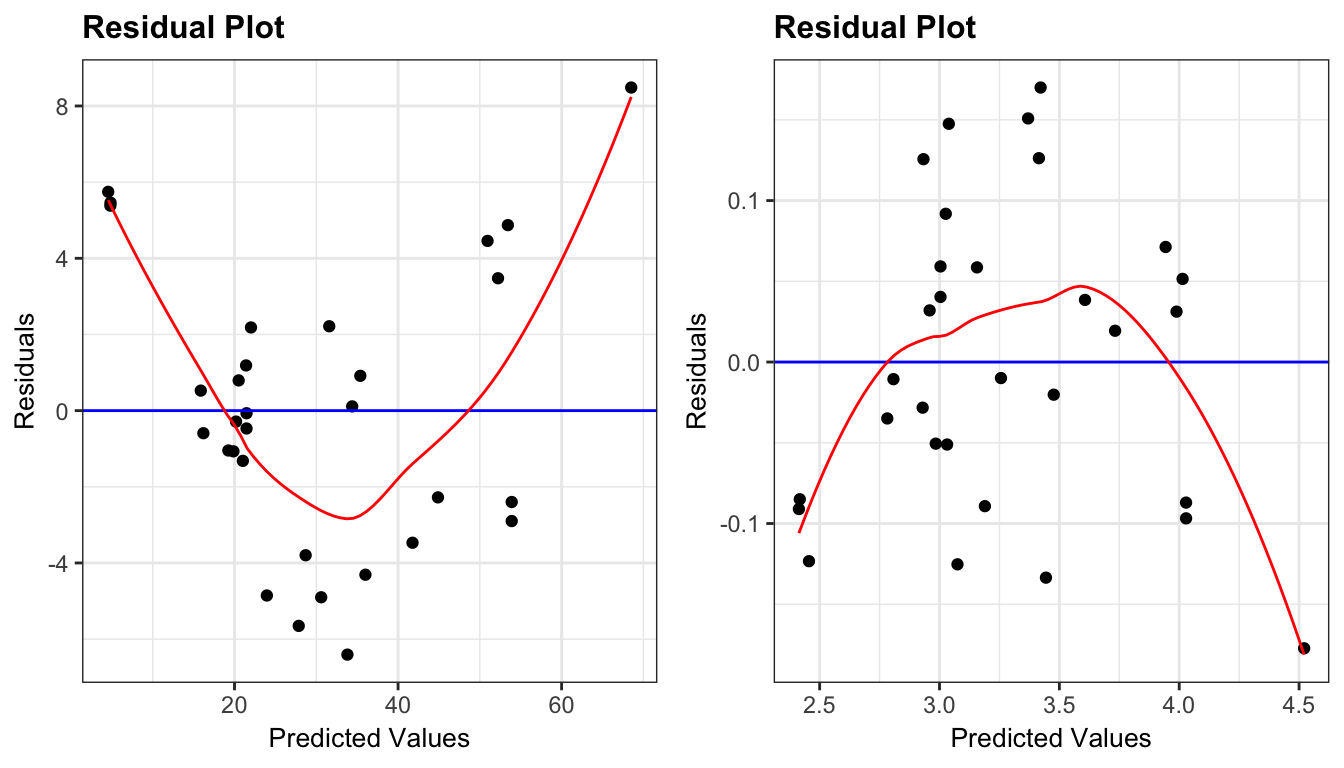 Residual Plot
8
4
0
-4
20 40 60
Residuals
Predicted Values
Residual Plot
0.1
0.0
-0.1
2.5 3.0 3.5 4.0 4.5
Residuals
Predicted Values